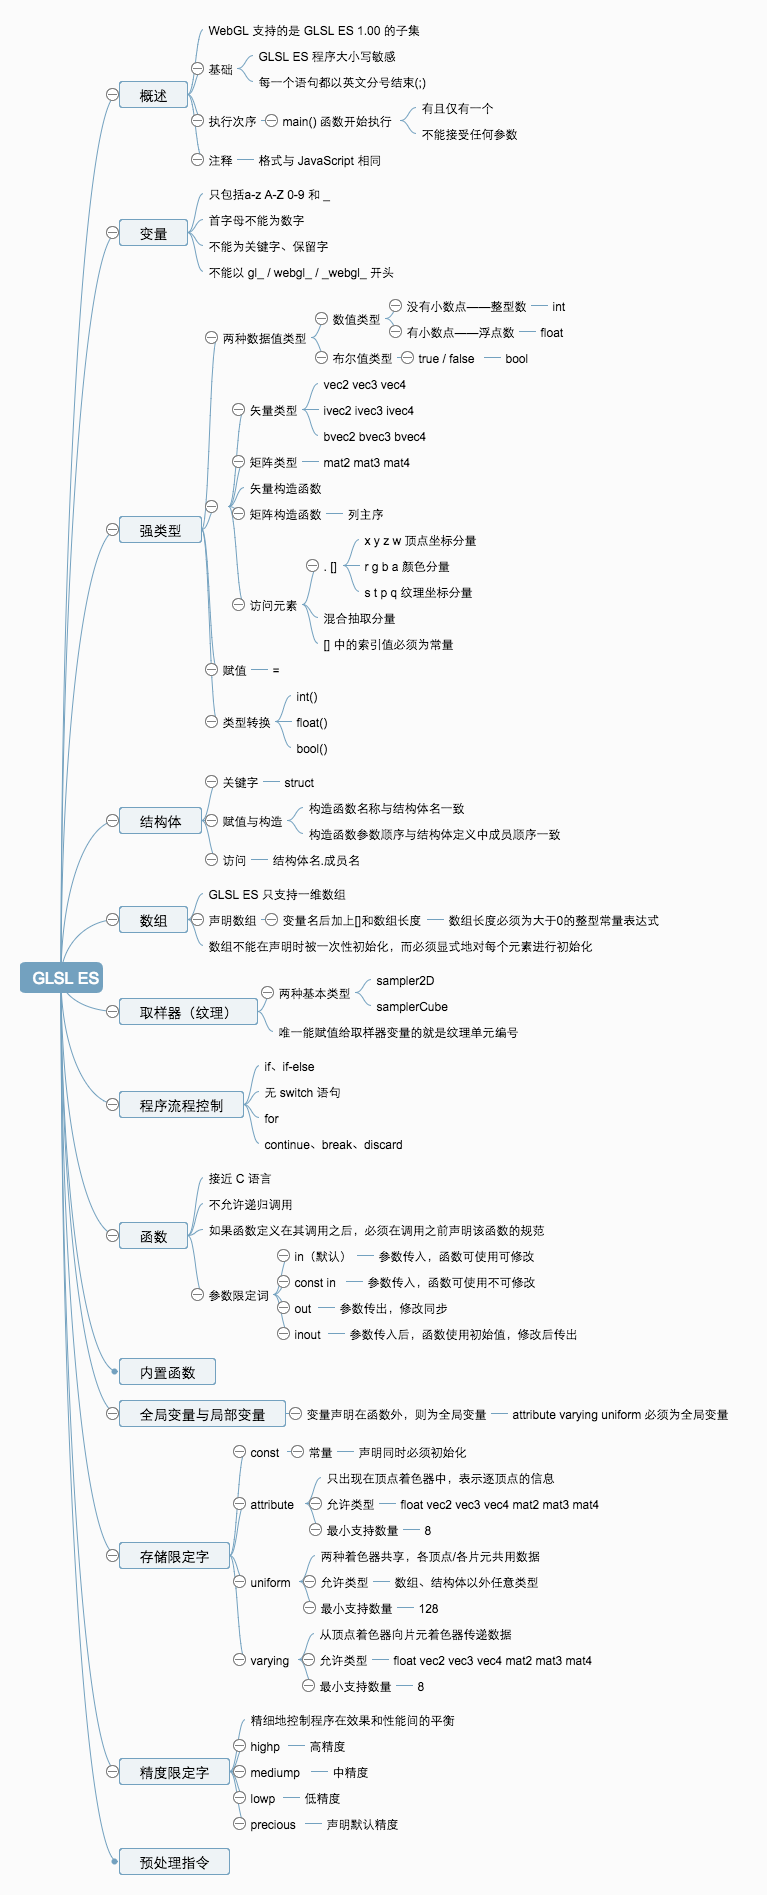 WebGL 支持的是 GLSL ES 1.00 的子集
GLSL ES 程序大小写敏感
基础
每一个语句都以英文分号结束(;)
概述
有且仅有一个
执行次序
main() 函数开始执行
不能接受任何参数
注释
格式与 JavaScript 相同
只包括a-z A-Z 0-9 和 _
首字母不能为数字
变量
不能为关键字、保留字
不能以 gl_ / webgl_ / _webgl_ 开头
没有小数点——整型数
int
数值类型
有小数点——浮点数
float
两种数据值类型
布尔值类型
true / false
bool
vec2 vec3 vec4
矢量类型
ivec2 ivec3 ivec4
bvec2 bvec3 bvec4
矩阵类型
mat2 mat3 mat4
矢量构造函数
矩阵构造函数
列主序
强类型
x y z w 顶点坐标分量
. []
r g b a 颜色分量
s t p q 纹理坐标分量
访问元素
混合抽取分量
[] 中的索引值必须为常量
赋值
=
int()
类型转换
float()
bool()
关键字
struct
构造函数名称与结构体名一致
结构体
赋值与构造
构造函数参数顺序与结构体定义中成员顺序一致
访问
结构体名.成员名
GLSL ES 只支持一维数组
数组
声明数组
变量名后加上[]和数组长度
数组长度必须为大于0的整型常量表达式
数组不能在声明时被一次性初始化，而必须显式地对每个元素进行初始化
GLSL ES
sampler2D
两种基本类型
samplerCube
取样器（纹理）
唯一能赋值给取样器变量的就是纹理单元编号
if、if-else
无 switch 语句
程序流程控制
for
continue、break、discard
接近 C 语言
不允许递归调用
函数
如果函数定义在其调用之后，必须在调用之前声明该函数的规范
in（默认）
参数传入，函数可使用可修改
const in
参数传入，函数可使用不可修改
参数限定词
out
参数传出，修改同步
inout
参数传入后，函数使用初始值，修改后传出
内置函数
全局变量与局部变量
变量声明在函数外，则为全局变量
attribute varying uniform 必须为全局变量
const
常量
声明同时必须初始化
只出现在顶点着色器中，表示逐顶点的信息
attribute
允许类型
float vec2 vec3 vec4 mat2 mat3 mat4
最小支持数量
8
存储限定字
两种着色器共享，各顶点/各片元共用数据
uniform
允许类型
数组、结构体以外任意类型
最小支持数量
128
从顶点着色器向片元着色器传递数据
varying
允许类型
float vec2 vec3 vec4 mat2 mat3 mat4
最小支持数量
8
精细地控制程序在效果和性能间的平衡
highp
高精度
精度限定字
mediump
中精度
lowp
低精度
precious
声明默认精度
预处理指令